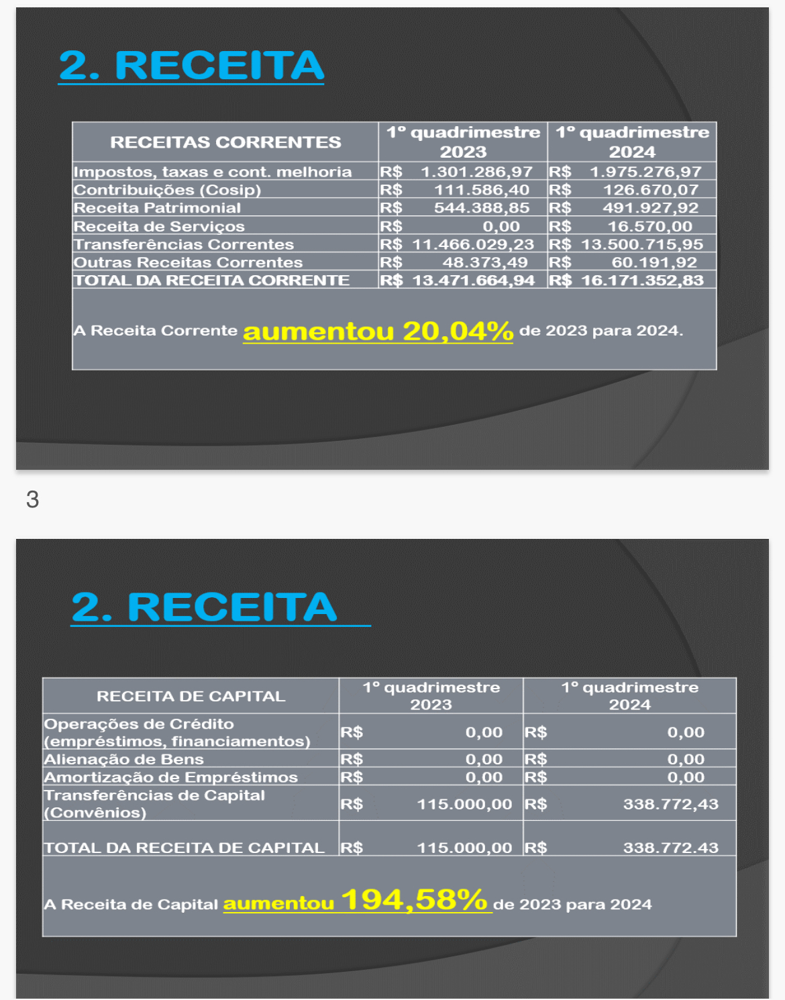 2. RECEITA
RECEITAS CORRENTES 1º quadrimestre 2023 1º quadrimestre 2024
Impostos, taxas e cont. melhoria R$ 1.301.286,97 R$ 1.975.276,97
Contribuições (Cosip) R$ 111.586,40 R$ 126.670,07
Receita Patrimonial R$ 544.388,85 R$ 491.927,92
Receita de Serviços R$ 0,00 R$ 16.570,00
Transferências Correntes R$ 11.466.029,23 R$ 13.500.715,95
Outras Receitas Correntes R$ 48.373,49 R$ 60.191,92
TOTAL DA RECEITA CORRENTE R$ 13.471.664,94 R$ 16.171.352,83
A Receita Corrente aumentou 20,04% de 2023 para 2024.
3
2. RECEITA
RECEITA DE CAPITAL 1º quadrimestre 2023 1º quadrimestre 2024
Operações de Crédito
(empréstimos, financiamentos) R$ 0,00 R$ 0,00
Alienação de Bens R$ 0,00 R$ 0,00
Amortização de Empréstimos R$ 0,00 R$ 0,00
Transferências de Capital
(Convênios) R$ 115.000,00 R$ 338.772,43
TOTAL DA RECEITA DE CAPITAL R$ 115.000,00 R$ 338.772.43
A Receita de Capital aumentou 194,58% de 2023 para 2024